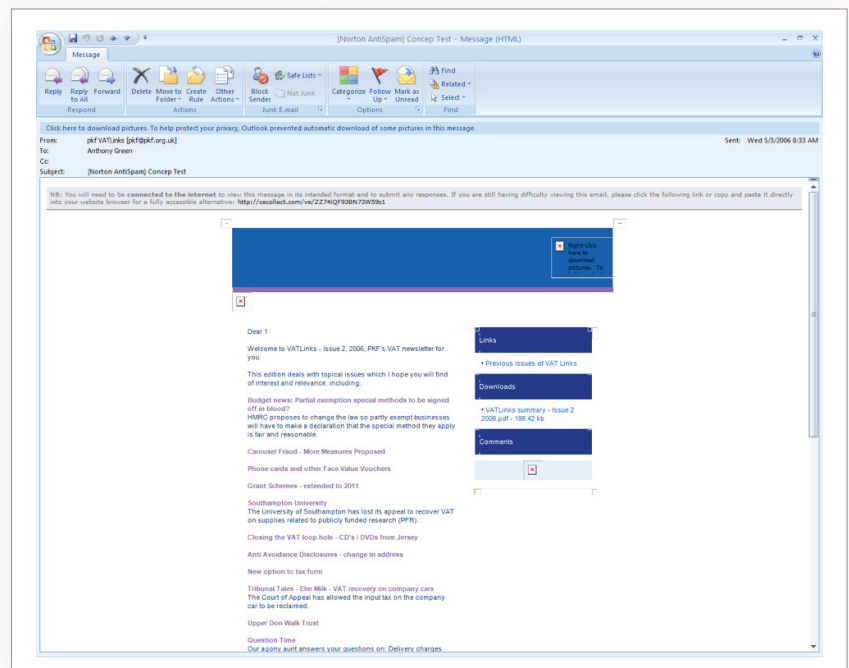 [Norton AntiSpam] Concep Test - Message (HTML)
Message
Reply
Reply to All
Forward
Delete
Move to Folder
Create Rule
Other Actions
Block Sender
Safe Lists
Not Junk
Categorize
Follow Up
Mark as Unread
Find
Related
Select
Respond
Actions
Junk E-mail
Options
Find
Click here to download pictures. To help protect your privacy, Outlook prevented automatic download of some pictures in this message.
From: pkf VATLinks [pkf@pkf.org.uk]
Sent: Wed 5/3/2006 8:33 AM
To: Anthony Green
Cc:
Subject: [Norton AntiSpam] Concep Test
NB: You will need to be connected to the internet to view this message in its intended format and to submit any responses. If you are still having difficulty viewing this email, please click the following link or copy and paste it directly
into your website browser for a fully accessible alternative: http://cecollect.com/ve/ZZ74iQF93BN73W59s1
Right-click
here to
download
pictures. To
Dear 1
Welcome to VATLinks - Issue 2, 2006, PKF's VAT newsletter for
you.
This edition deals with topical issues which I hope you will find
of interest and relevance, including:
Budget news: Partial exemption special methods to be signed
off in blood?
HMRC proposes to change the law so partly exempt businesses
will have to make a declaration that the special method they apply
is fair and reasonable.
Carousel Fraud - More Measures Proposed
Phone cards and other Face Value Vouchers
Grant Schemes - extended to 2011
Southampton University
The University of Southampton has lost its appeal to recover VAT
on supplies related to publicly funded research (PFR).
Closing the VAT loop hole - CD's / DVDs from Jersey
Anti Avoidance Disclosures - change in address
New option to tax form
Tribunal Tales - Elm Milk - VAT recovery on company cars
The Court of Appeal has allowed the input tax on the company
car to be reclaimed.
Upper Don Walk Trust
Question Time
Our agony aunt answers your questions on: Delivery charges.
Links
• Previous issues of VAT Links
Downloads
• VATLinks summary - Issue 2
2006.pdf - 198.42 kb
Comments